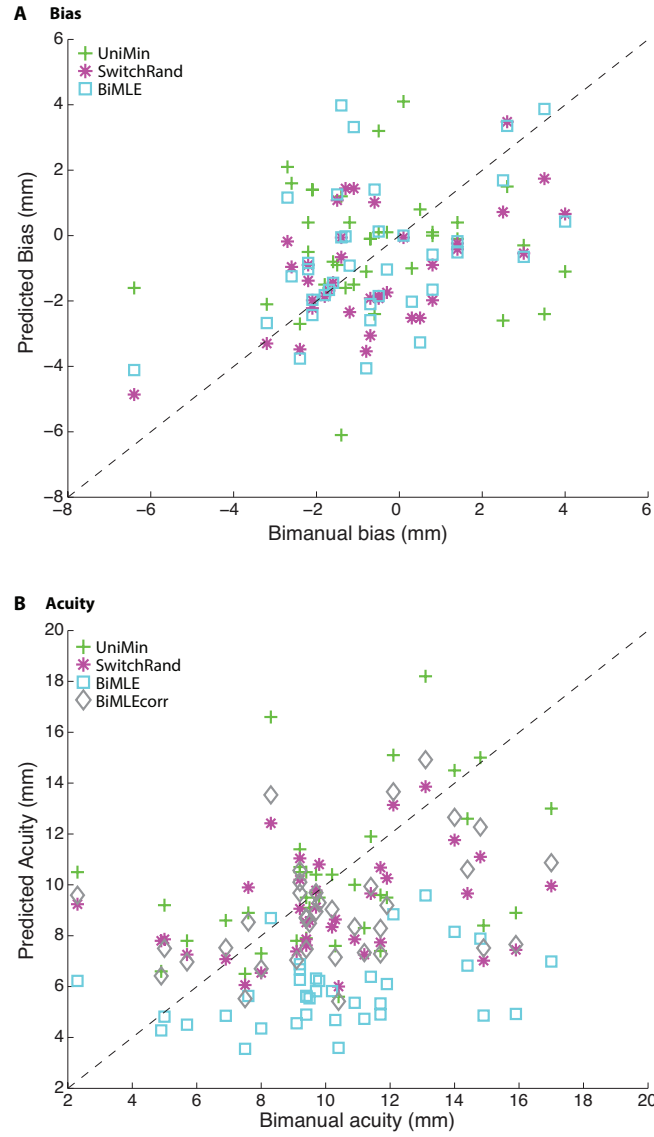 A Bias
6
UniMin
SwitchRand
BiMLE
4
2
0
−2
−4
−6
−8
Predicted Bias (mm)
−8 −6 −4 −2 0 2 4 6
Bimanual bias (mm)
B Acuity
20
UniMin
SwitchRand
BiMLE
BiMLEcorr
18
16
14
12
10
8
6
4
2
Predicted Acuity (mm)
2 4 6 8 10 12 14 16 18 20
Bimanual acuity (mm)